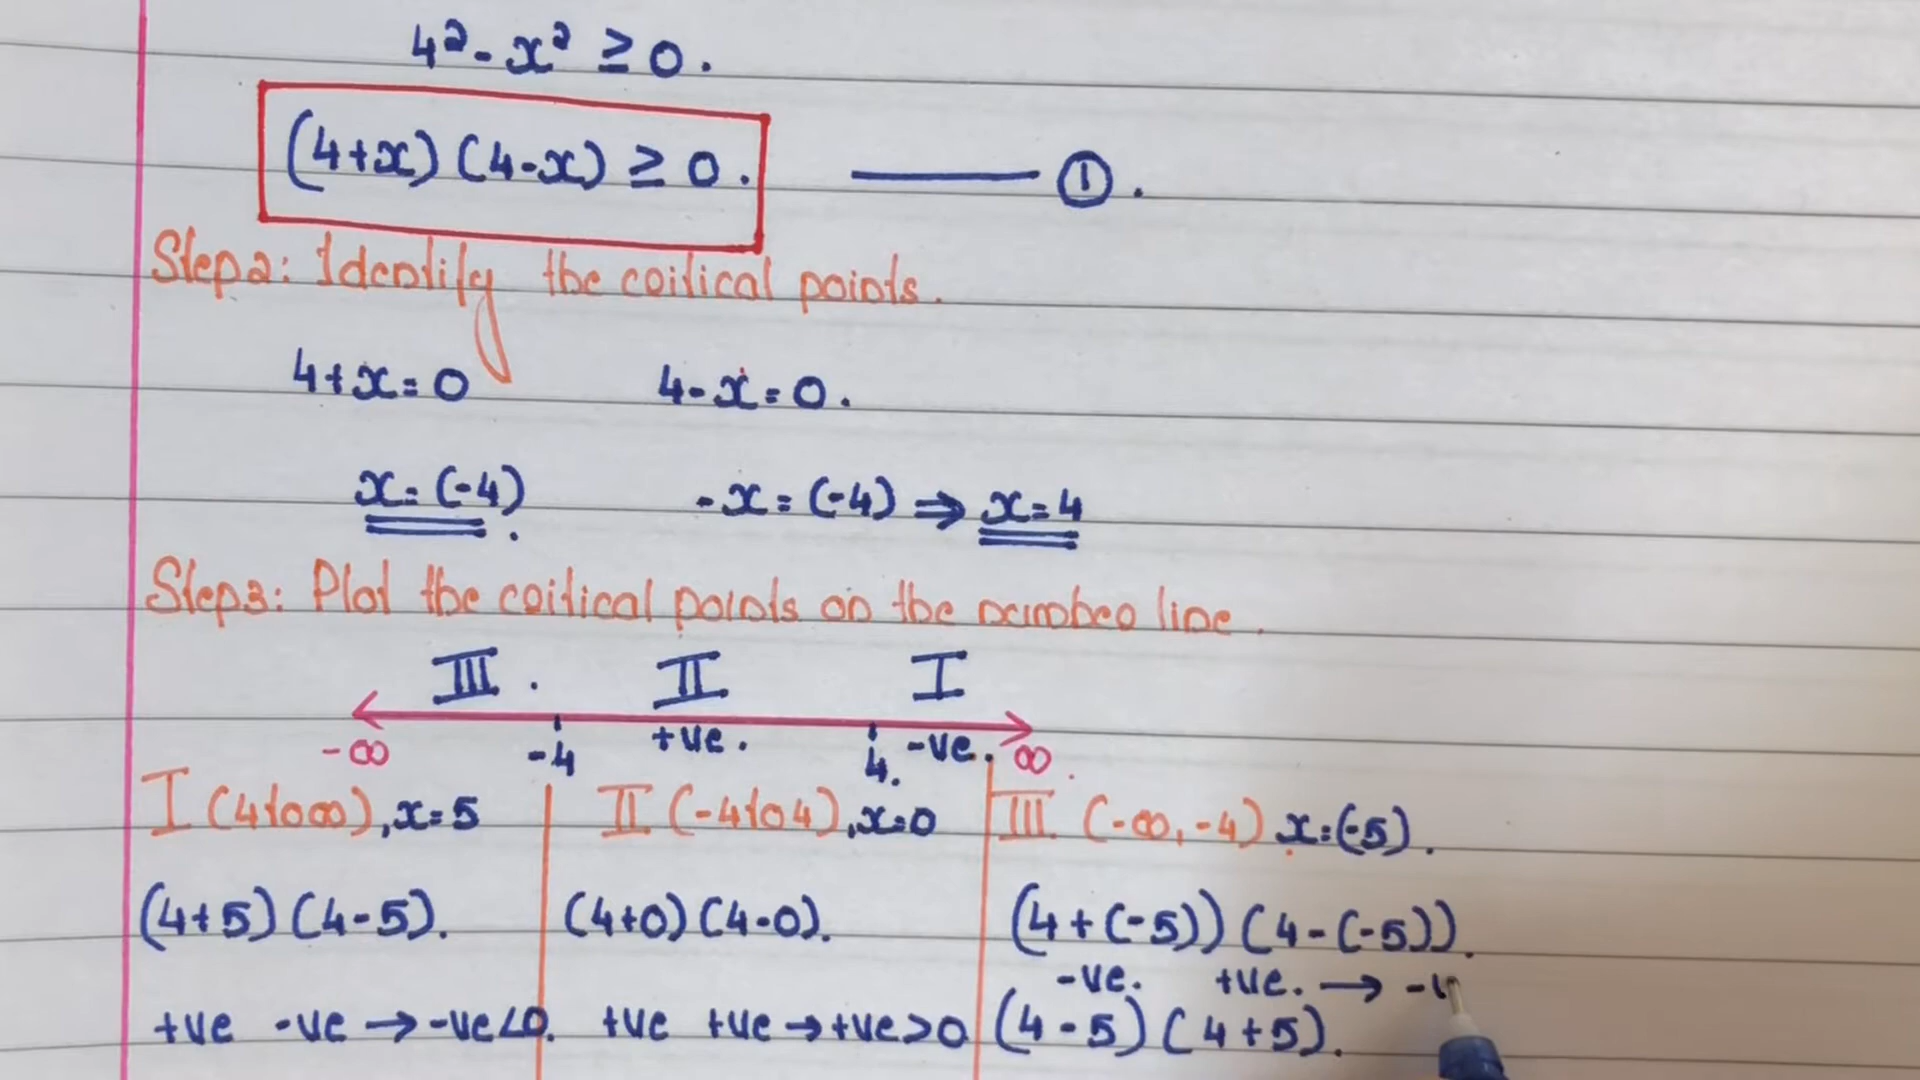 4² - x² ≥ 0.
(4+x) (4-x) ≥ 0. ——— ①.
Step2: Identify the critical points.
4+x=0 4-x=0.
x=(-4). -x=(-4) ⇒ x=4
Step3: Plot the critical points on the number line.
III. II I
-∞ -4 +ve. 4. -ve. ∞.
I (4 to ∞), x=5 II (-4 to 4), x=0 III (-∞, -4) x=(-5).
(4+5) (4-5). (4+0) (4-0). (4+(-5)) (4-(-5)).
-ve. +ve. → -v
+ve -ve → -ve<0. +ve +ve → +ve>0 (4-5) (4+5).